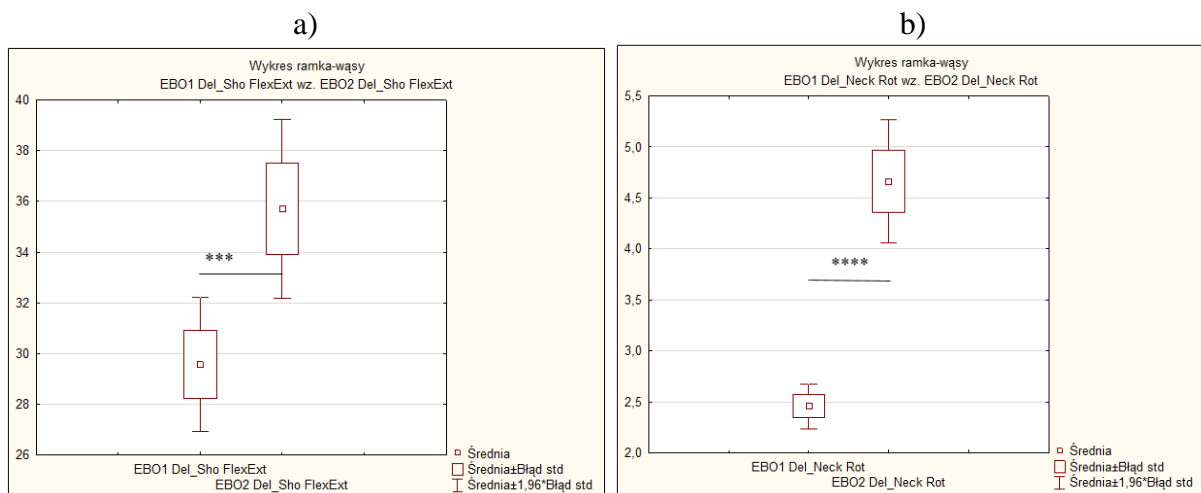 a)
Wykres ramka-wąsy
EBO1 Del_Sho FlexExt wz. EBO2 Del_Sho FlexExt
40
38
36
34
32
30
28
26
***
EBO1 Del_Sho FlexExt
EBO2 Del_Sho FlexExt
Średnia
Średnia±Błąd std
Średnia±1,96*Błąd std
b)
Wykres ramka-wąsy
EBO1 Del_Neck Rot wz. EBO2 Del_Neck Rot
5,5
5,0
4,5
4,0
3,5
3,0
2,5
2,0
****
EBO1 Del_Neck Rot
EBO2 Del_Neck Rot
Średnia
Średnia±Błąd std
Średnia±1,96*Błąd std